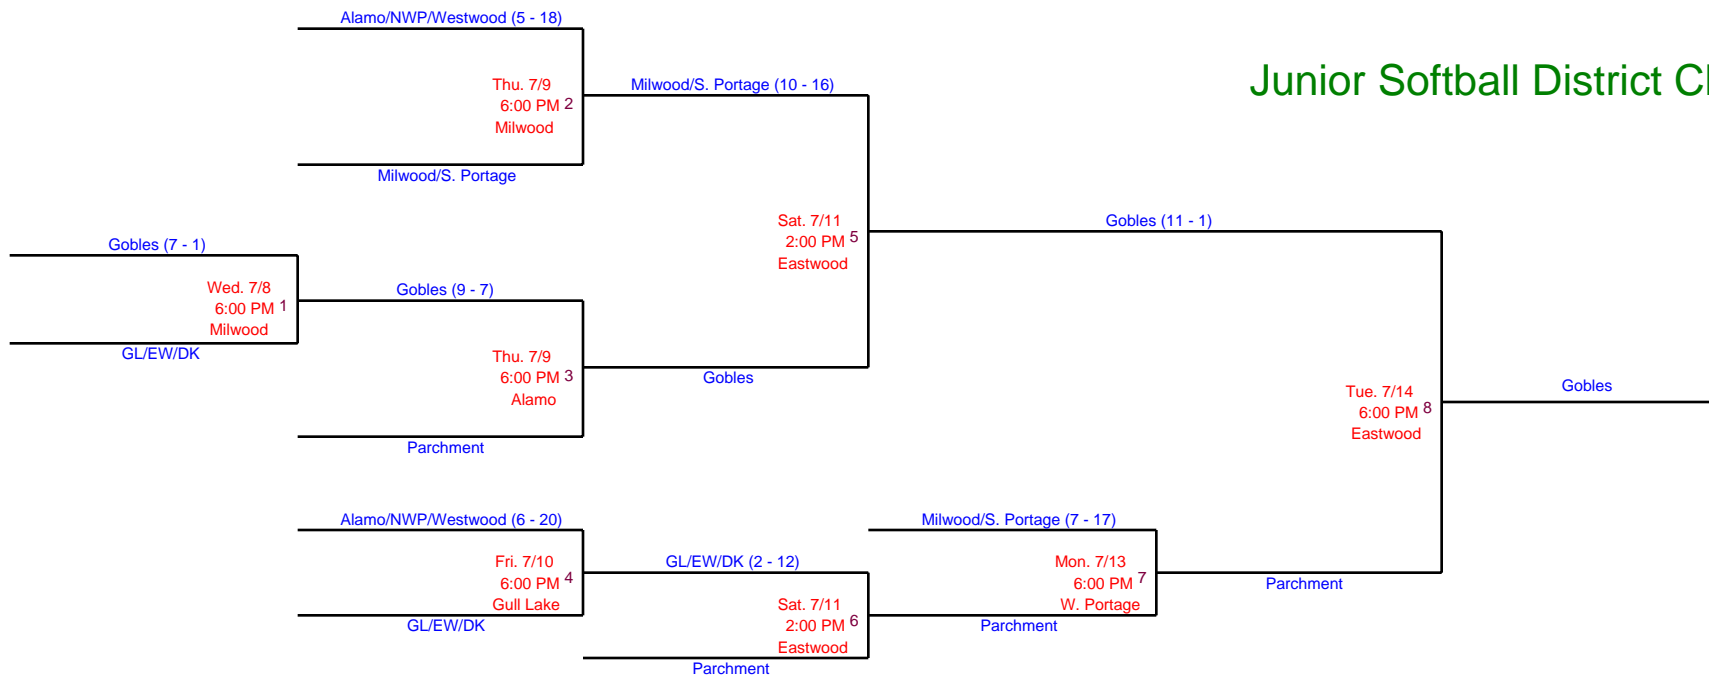 Alamo/NWP/Westwood (5 - 18)
Junior Softball District
Thu. 7/9
6:00 PM 2
Milwood
Milwood/S. Portage (10 - 16)
Milwood/S. Portage
Sat. 7/11
2:00 PM 5
Eastwood
Gobles (11 - 1)
Gobles (7 - 1)
Wed. 7/8
6:00 PM 1
Milwood
Gobles (9 - 7)
GL/EW/DK
Thu. 7/9
6:00 PM 3
Alamo
Gobles
Parchment
Tue. 7/14
6:00 PM 8
Eastwood
Gobles
Alamo/NWP/Westwood (6 - 20)
Fri. 7/10
6:00 PM 4
Gull Lake
GL/EW/DK (2 - 12)
Milwood/S. Portage (7 - 17)
Mon. 7/13
6:00 PM 7
W. Portage
Parchment
GL/EW/DK
Sat. 7/11
2:00 PM 6
Eastwood
Parchment
Parchment